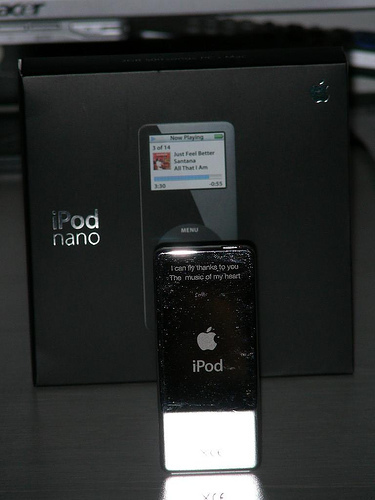 acer
Now Playing
3 of 14
Just Feel Better
Santana
All That I Am
3:30 -0:55
MENU
iPod
nano
I can fly thanks to you
The music of my heart
iPod